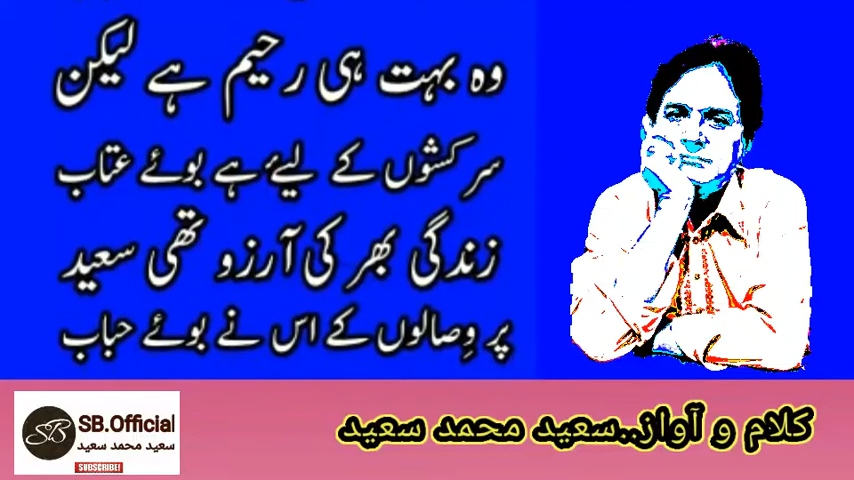 وہ بہت ہی رحیم ہے لیکن
سرکشوں کے لیۓ ہے بوئے عتاب
زندگی بھر کی آرزو تھی سعید
پر وِصالوں کے اس نے بوئے حباب
کلام و آواز..سعید محمد سعید
SB
SB.Official
سعید محمد سعید
SUBSCRIBE!